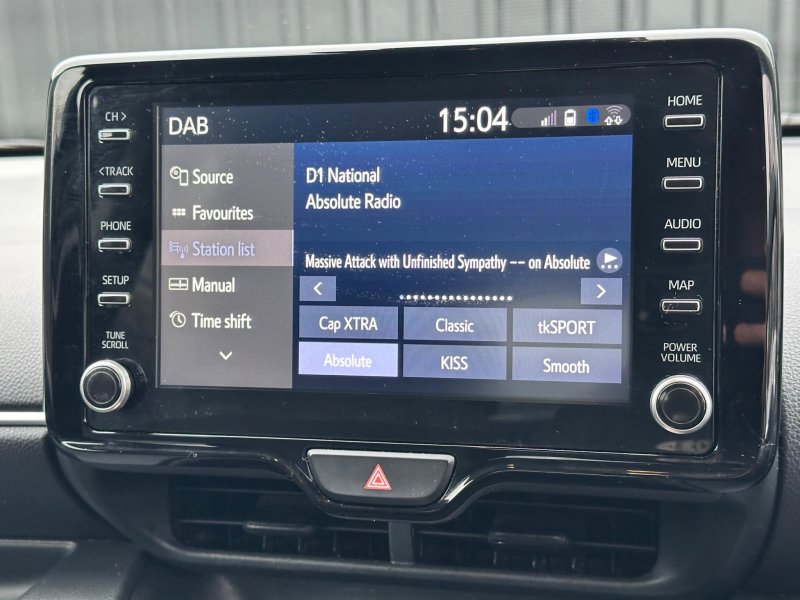 CH >
< TRACK
PHONE
SETUP
TUNE
SCROLL
DAB
15:04
Source
Favourites
Station list
Manual
Time shift
D1 National
Absolute Radio
Massive Attack with Unfinished Sympathy -- on Absolute
Cap XTRA
Classic
tkSPORT
Absolute
KISS
Smooth
HOME
MENU
AUDIO
MAP
POWER
VOLUME